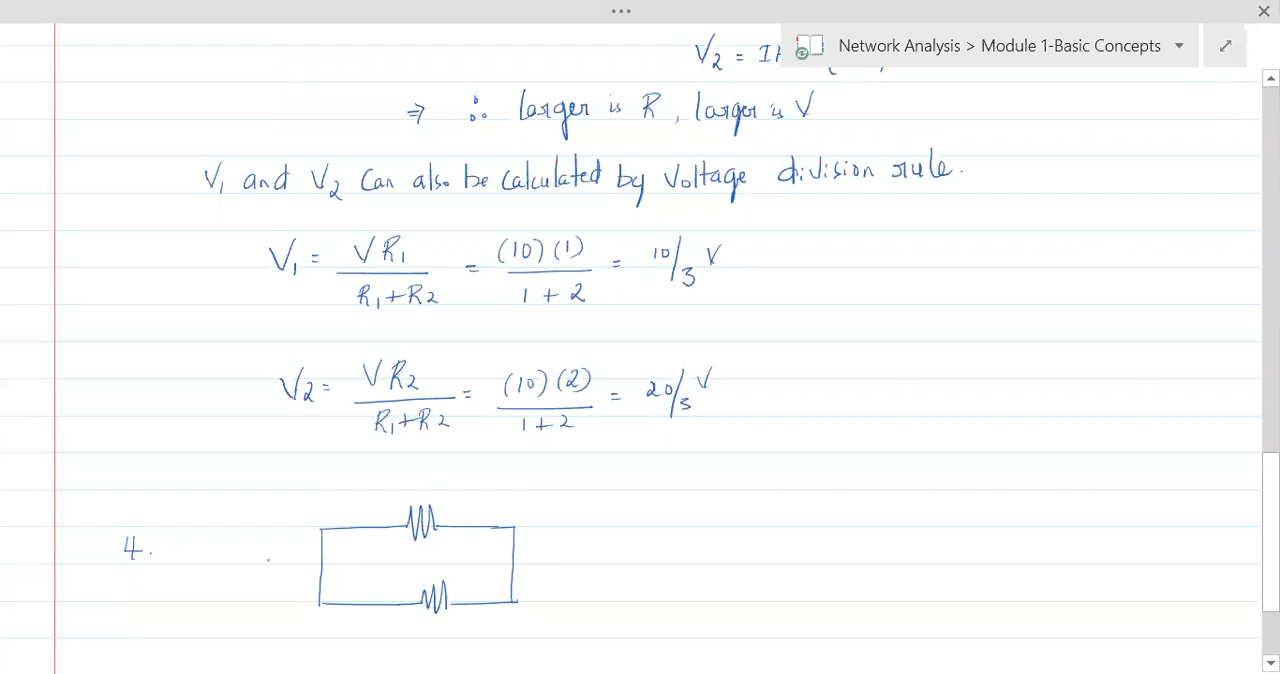 Network Analysis > Module 1-Basic Concepts
V₂ = I
⇒ ∴ larger is R, larger is V
V₁ and V₂ Can also be calculated by Voltage division rule.
V₁ = VR₁ / R₁+R₂ = (10)(1) / 1+2 = 10/3 V
V₂ = VR₂ / R₁+R₂ = (10)(2) / 1+2 = 20/3 V
4.